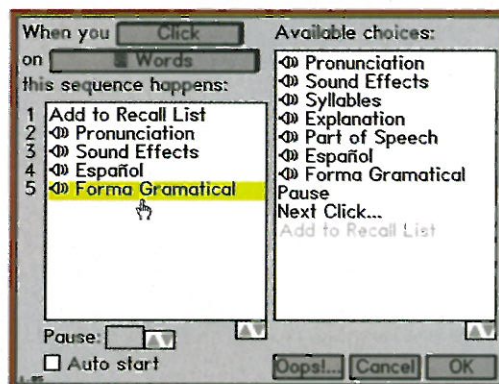 When you Click
on Words
this sequence happens:
1 Add to Recall List
2 Pronunciation
3 Sound Effects
4 Español
5 Forma Gramatical
Pause:
Auto start
1.05
Available choices:
Pronunciation
Sound Effects
Syllables
Explanation
Part of Speech
Español
Forma Gramatical
Pause
Next Click...
Add to Recall List
Oops!... Cancel OK